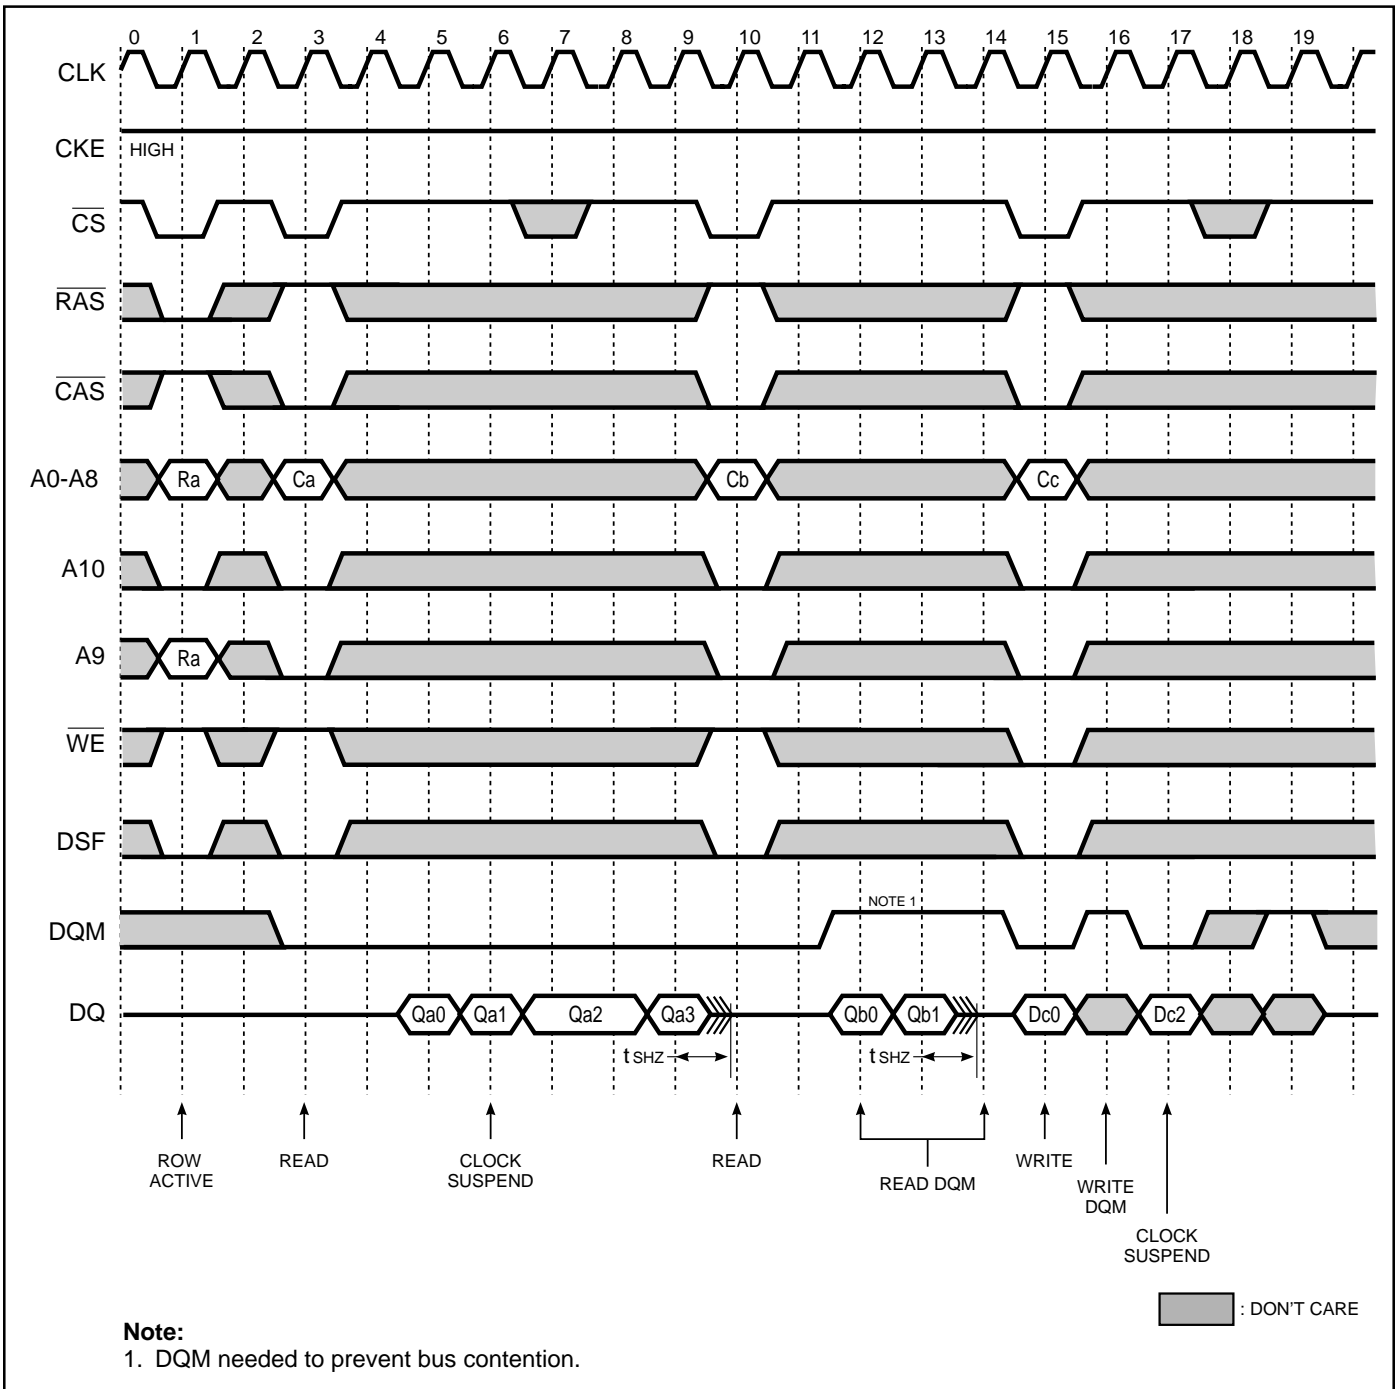 0 1 2 3 4 5 6 7 8 9 10 11 12 13 14 15 16 17 18 19
CLK
CKE HIGH
CS
RAS
CAS
A0-A8 Ra Ca Cb Cc
A10
A9 Ra
WE
DSF
DQM NOTE 1
DQ Qa0 Qa1 Qa2 Qa3 Qb0 Qb1 Dc0 Dc2
tSHZ tSHZ
ROW ACTIVE
READ
CLOCK SUSPEND
READ
READ DQM
WRITE
WRITE DQM
CLOCK SUSPEND
: DON'T CARE
Note:
1. DQM needed to prevent bus contention.